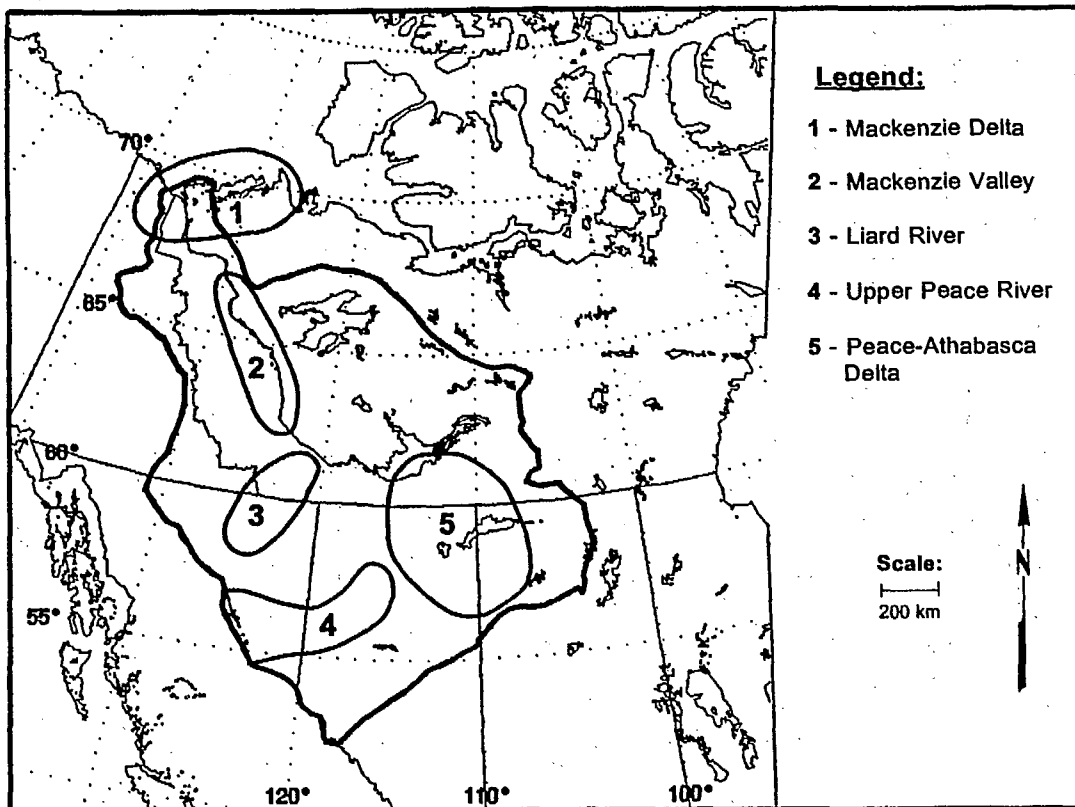 Legend:
1 - Mackenzie Delta
2 - Mackenzie Valley
3 - Liard River
4 - Upper Peace River
5 - Peace-Athabasca
Delta
70°
1
65°
2
60°
3
5
55°
4
Scale:
200 km
N
120°
110°
100°